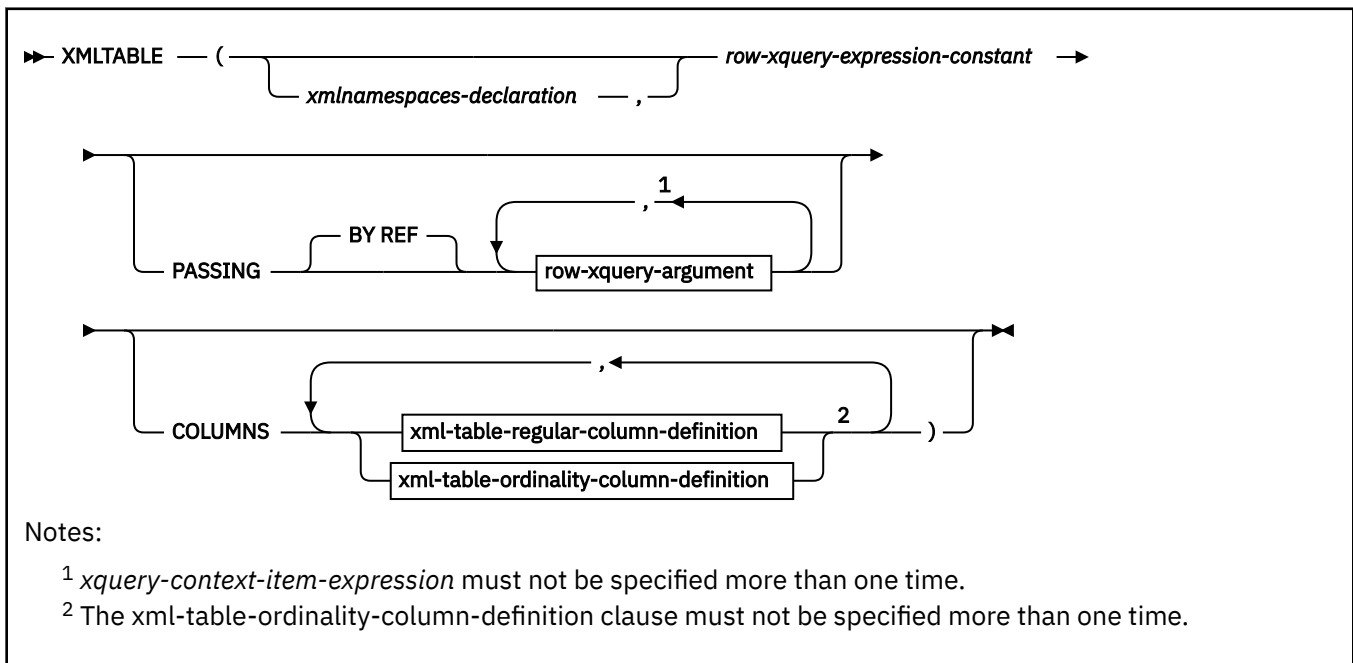 XMLTABLE ( row-xquery-expression-constant
xmlnamespaces-declaration ,
, 1
BY REF
PASSING row-xquery-argument
,
COLUMNS xml-table-regular-column-definition 2 )
xml-table-ordinality-column-definition
Notes:
1 xquery-context-item-expression must not be specified more than one time.
2 The xml-table-ordinality-column-definition clause must not be specified more than one time.